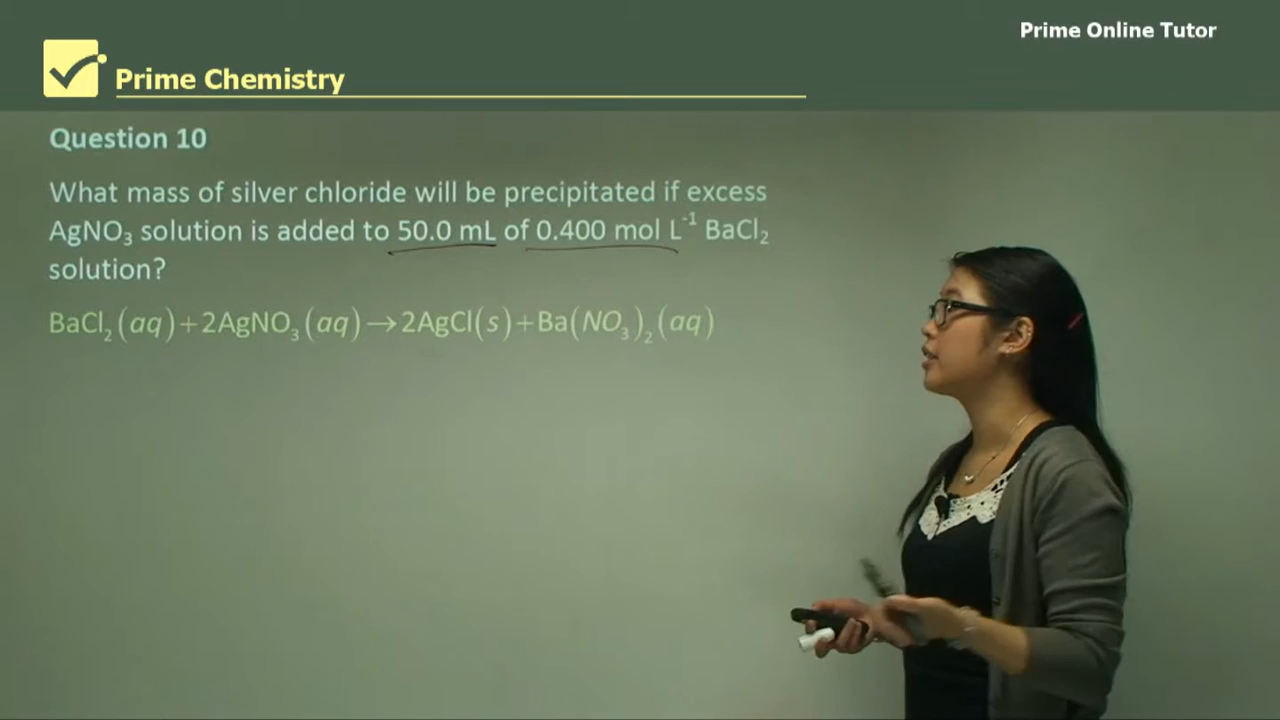 Prime Online Tutor
Prime Chemistry
Question 10
What mass of silver chloride will be precipitated if excess
AgNO₃ solution is added to 50.0 mL of 0.400 mol L⁻¹ BaCl₂
solution?
BaCl₂(aq)+2AgNO₃(aq)→2AgCl(s)+Ba(NO₃)₂(aq)